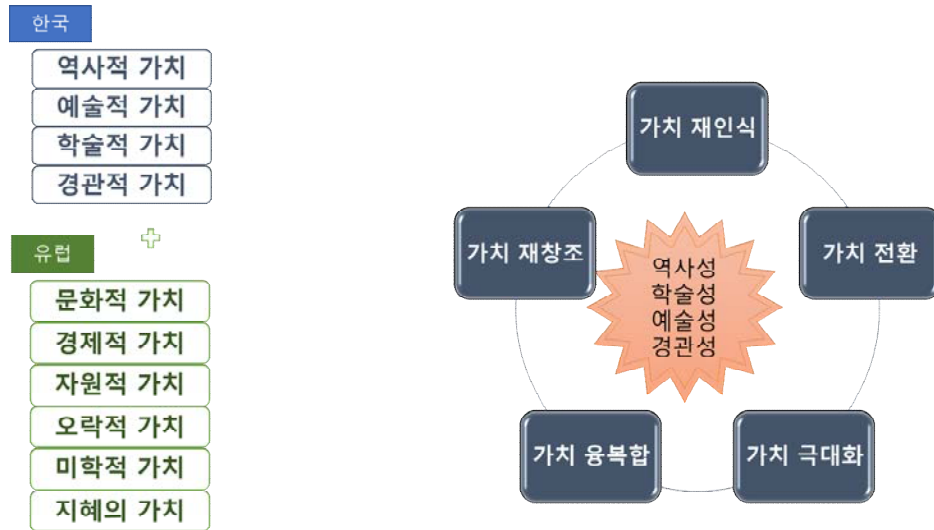 한국
역사적 가치
예술적 가치
학술적 가치
경관적 가치
유럽
문화적 가치
경제적 가치
자원적 가치
오락적 가치
미학적 가치
지혜의 가치
가치 재인식
가치 전환
가치 극대화
가치 융복합
가치 재창조
역사성
학술성
예술성
경관성